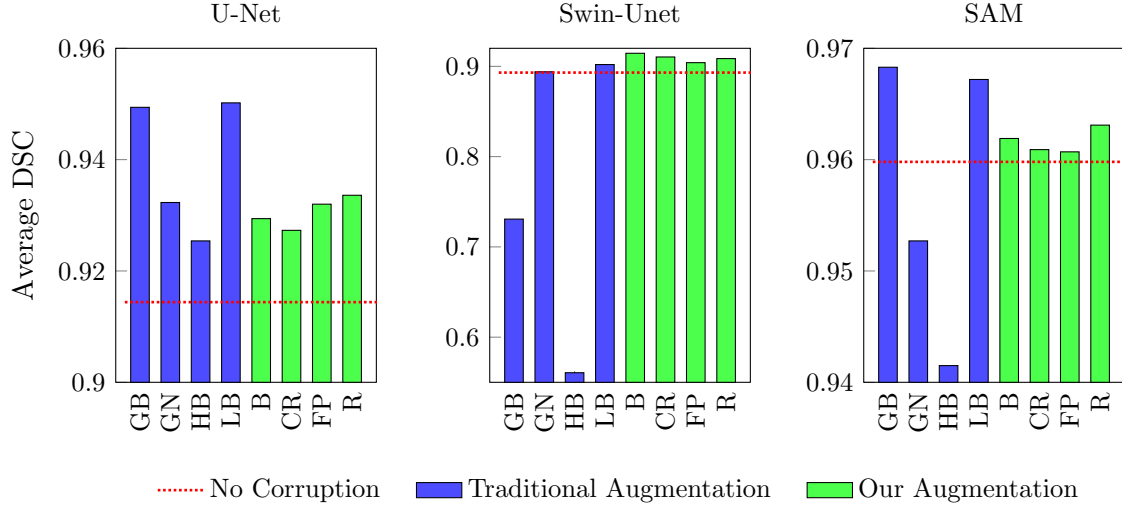 U-Net
Swin-Unet
SAM
Average DSC
0.96
0.94
0.92
0.9
GB
GN
HB
LB
B
CR
FP
R
0.9
0.8
0.7
0.6
GB
GN
HB
LB
B
CR
FP
R
0.97
0.96
0.95
0.94
GB
GN
HB
LB
B
CR
FP
R
No Corruption
Traditional Augmentation
Our Augmentation